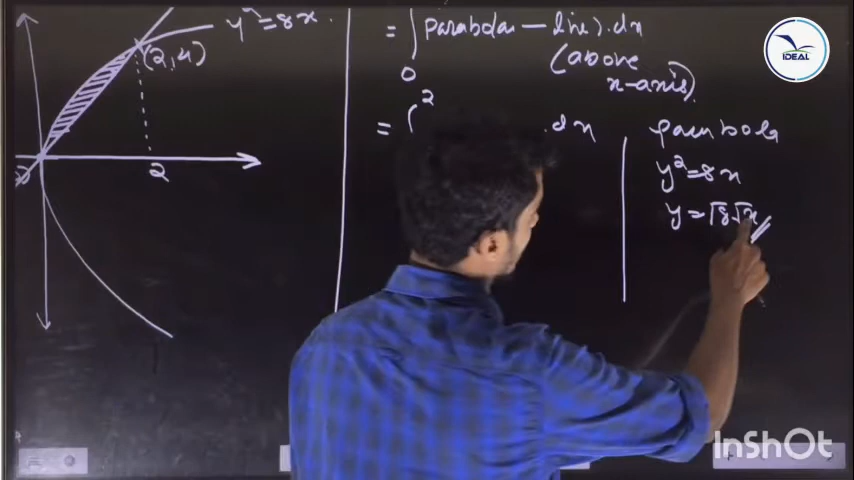 y²=8x.
(2,4)
2
= ∫ (Parabola — line).dx
0
(above
x-axis).
= ∫ 2
.dx
parabola
y²=8x
y=√8√x
IDEAL
InShOt